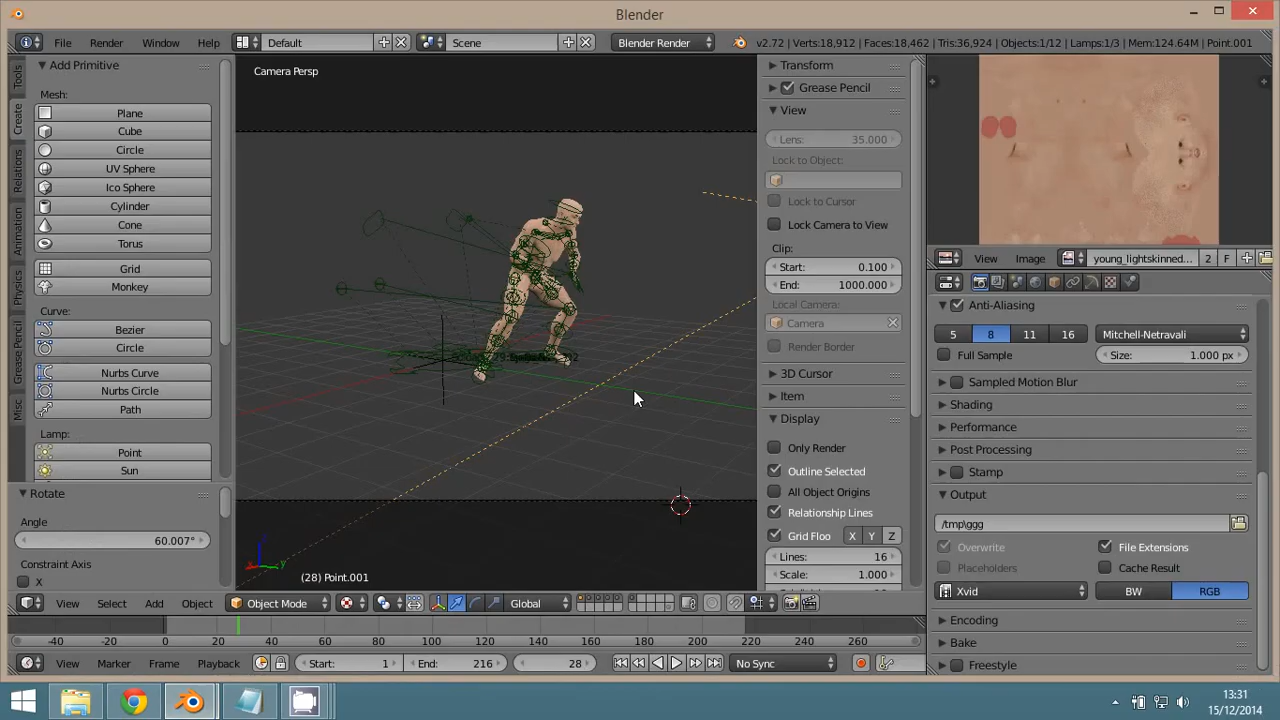 Blender
File Render Window Help Default Scene Blender Render v2.72 | Verts:18,912 | Faces:18,462 | Tris:36,924 | Objects:1/12 | Lamps:1/3 | Mem:124.64M | Point.001
Tools
Create
Relations
Animation
Physics
Grease Pencil
Misc
Add Primitive
Mesh:
Plane
Cube
Circle
UV Sphere
Ico Sphere
Cylinder
Cone
Torus
Grid
Monkey
Curve:
Bezier
Circle
Nurbs Curve
Nurbs Circle
Path
Lamp:
Point
Sun
Rotate
Angle
60.007°
Constraint Axis
X
Camera Persp
(28) Point.001
Transform
Grease Pencil
View
Lens: 35.000
Lock to Object:
Lock to Cursor
Lock Camera to View
Clip:
Start: 0.100
End: 1000.000
Local Camera:
Camera
Render Border
3D Cursor
Item
Display
Only Render
Outline Selected
All Object Origins
Relationship Lines
Grid Floo X Y Z
Lines: 16
Scale: 1.000
View Image young_lightskinned... 2 F
Anti-Aliasing
5 8 11 16 Mitchell-Netravali
Full Sample Size: 1.000 px
Sampled Motion Blur
Shading
Performance
Post Processing
Stamp
Output
/tmp\ggg
Overwrite File Extensions
Placeholders Cache Result
Xvid BW RGB
Encoding
Bake
Freestyle
View Select Add Object Object Mode Global
-40 -20 0 20 40 60 80 100 120 140 160 180 200 220 240 260
View Marker Frame Playback Start: 1 End: 216 28 No Sync
13:31
15/12/2014